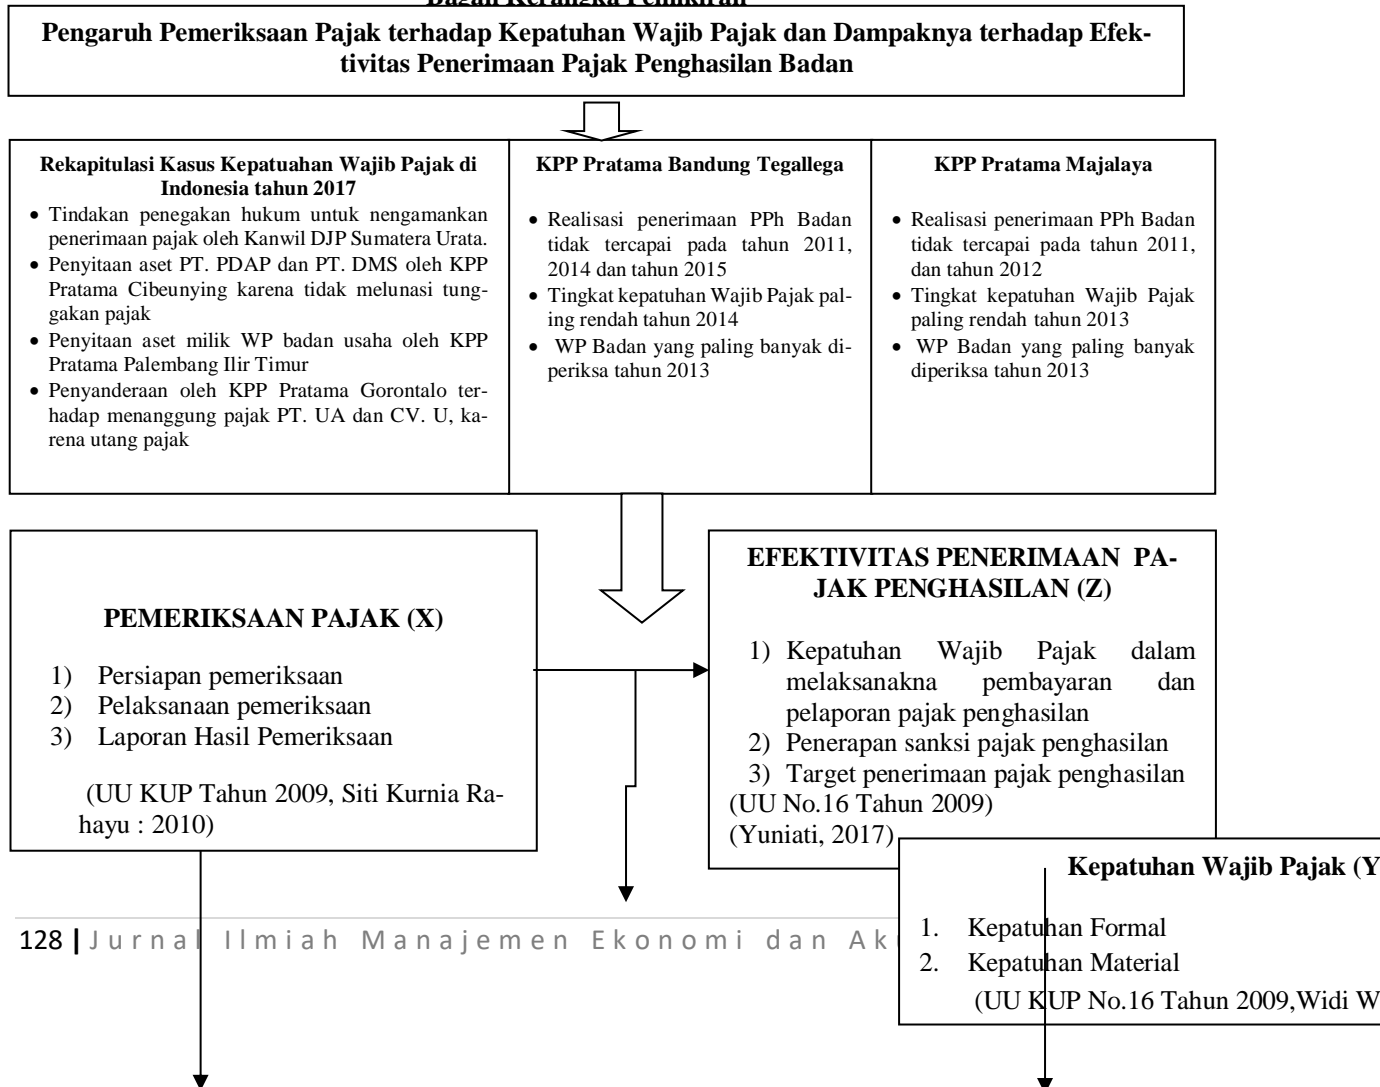 Bagan Kerangka Pemikiran
Pengaruh Pemeriksaan Pajak terhadap Kepatuhan Wajib Pajak dan Dampaknya terhadap Efek-
tivitas Penerimaan Pajak Penghasilan Badan
Rekapitulasi Kasus Kepatuahan Wajib Pajak di
Indonesia tahun 2017
• Tindakan penegakan hukum untuk nengamankan
penerimaan pajak oleh Kanwil DJP Sumatera Urata.
• Penyitaan aset PT. PDAP dan PT. DMS oleh KPP
Pratama Cibeunying karena tidak melunasi tung-
gakan pajak
• Penyitaan aset milik WP badan usaha oleh KPP
Pratama Palembang Ilir Timur
• Penyanderaan oleh KPP Pratama Gorontalo ter-
hadap menanggung pajak PT. UA dan CV. U, ka-
rena utang pajak
KPP Pratama Bandung Tegallega
• Realisasi penerimaan PPh Badan
tidak tercapai pada tahun 2011,
2014 dan tahun 2015
• Tingkat kepatuhan Wajib Pajak pal-
ing rendah tahun 2014
• WP Badan yang paling banyak di-
periksa tahun 2013
KPP Pratama Majalaya
• Realisasi penerimaan PPh Badan
tidak tercapai pada tahun 2011,
dan tahun 2012
• Tingkat kepatuhan Wajib Pajak
paling rendah tahun 2013
• WP Badan yang paling banyak
diperiksa tahun 2013
PEMERIKSAAN PAJAK (X)
1) Persiapan pemeriksaan
2) Pelaksanaan pemeriksaan
3) Laporan Hasil Pemeriksaan
(UU KUP Tahun 2009, Siti Kurnia Ra-
hayu : 2010)
EFEKTIVITAS PENERIMAAN PA-
JAK PENGHASILAN (Z)
1) Kepatuhan Wajib Pajak dalam
melaksanakna pembayaran dan
pelaporan pajak penghasilan
2) Penerapan sanksi pajak penghasilan
3) Target penerimaan pajak penghasilan
(UU No.16 Tahun 2009)
(Yuniati, 2017)
Kepatuhan Wajib Pajak (Y
1. Kepatuhan Formal
2. Kepatuhan Material
(UU KUP No.16 Tahun 2009,Widi W
128 | Jurnal Ilmiah Manajemen Ekonomi dan Ak